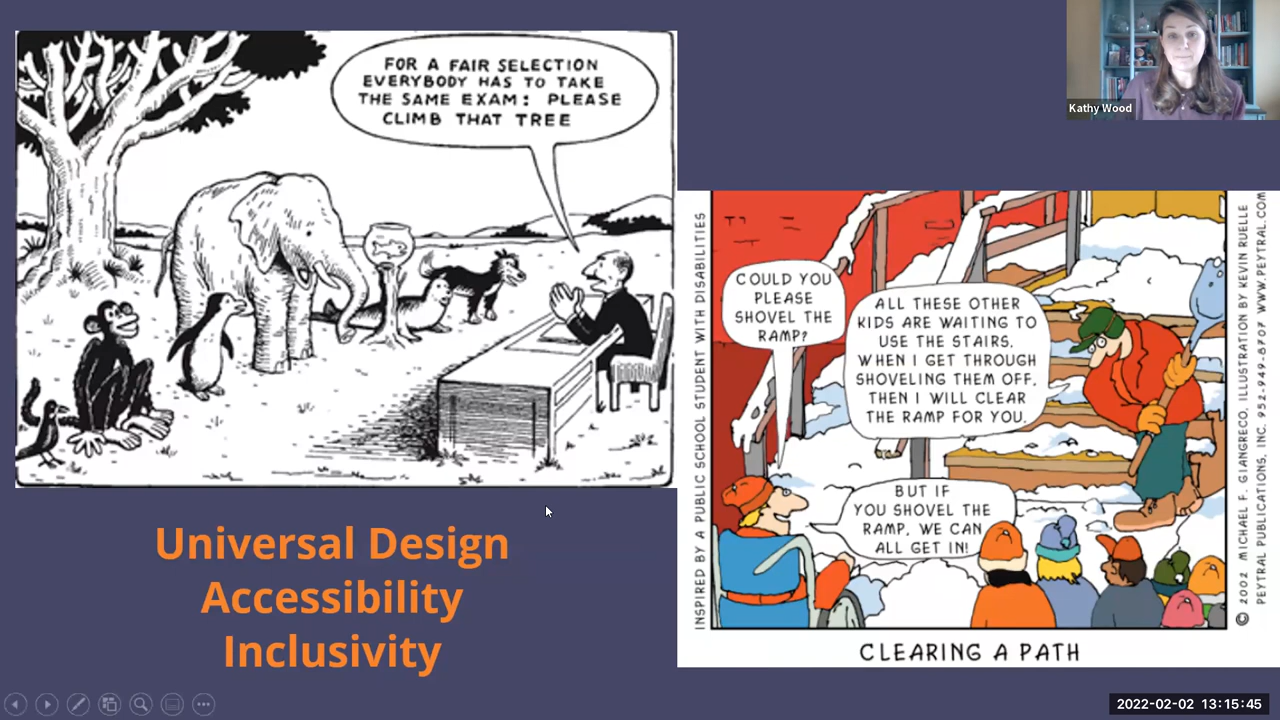 FOR A FAIR SELECTION
EVERYBODY HAS TO TAKE
THE SAME EXAM: PLEASE
CLIMB THAT TREE
Kathy Wood
COULD YOU
PLEASE
SHOVEL THE
RAMP?
ALL THESE OTHER
KIDS ARE WAITING TO
USE THE STAIRS.
WHEN I GET THROUGH
SHOVELING THEM OFF,
THEN I WILL CLEAR
THE RAMP FOR YOU.
BUT IF
YOU SHOVEL THE
RAMP, WE CAN
ALL GET IN!
INSPIRED BY A PUBLIC SCHOOL STUDENT WITH DISABILITIES
© 2002 MICHAEL F. GIANGRECO, ILLUSTRATION BY KEVIN RUELLE
PEYTRAL PUBLICATIONS, INC. 952-949-8707 WWW.PEYTRAL.COM
CLEARING A PATH
Universal Design
Accessibility
Inclusivity
2022-02-02 13:15:45